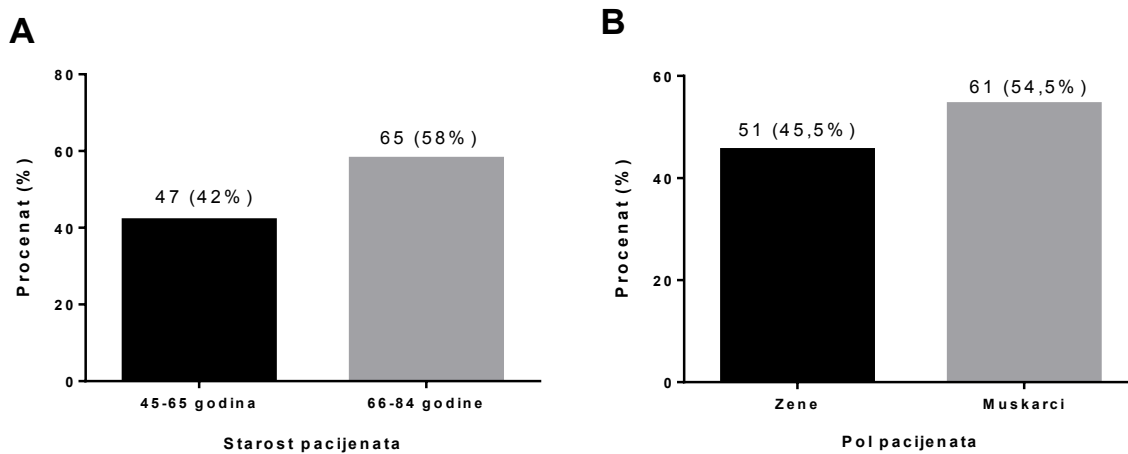 A
Procenat (%)
80
60
40
20
0
47 (42%)
65 (58%)
45-65 godina
66-84 godine
Starost pacijenata
B
Procenat (%)
60
40
20
0
51 (45,5%)
61 (54,5%)
Zene
Muskarci
Pol pacijenata